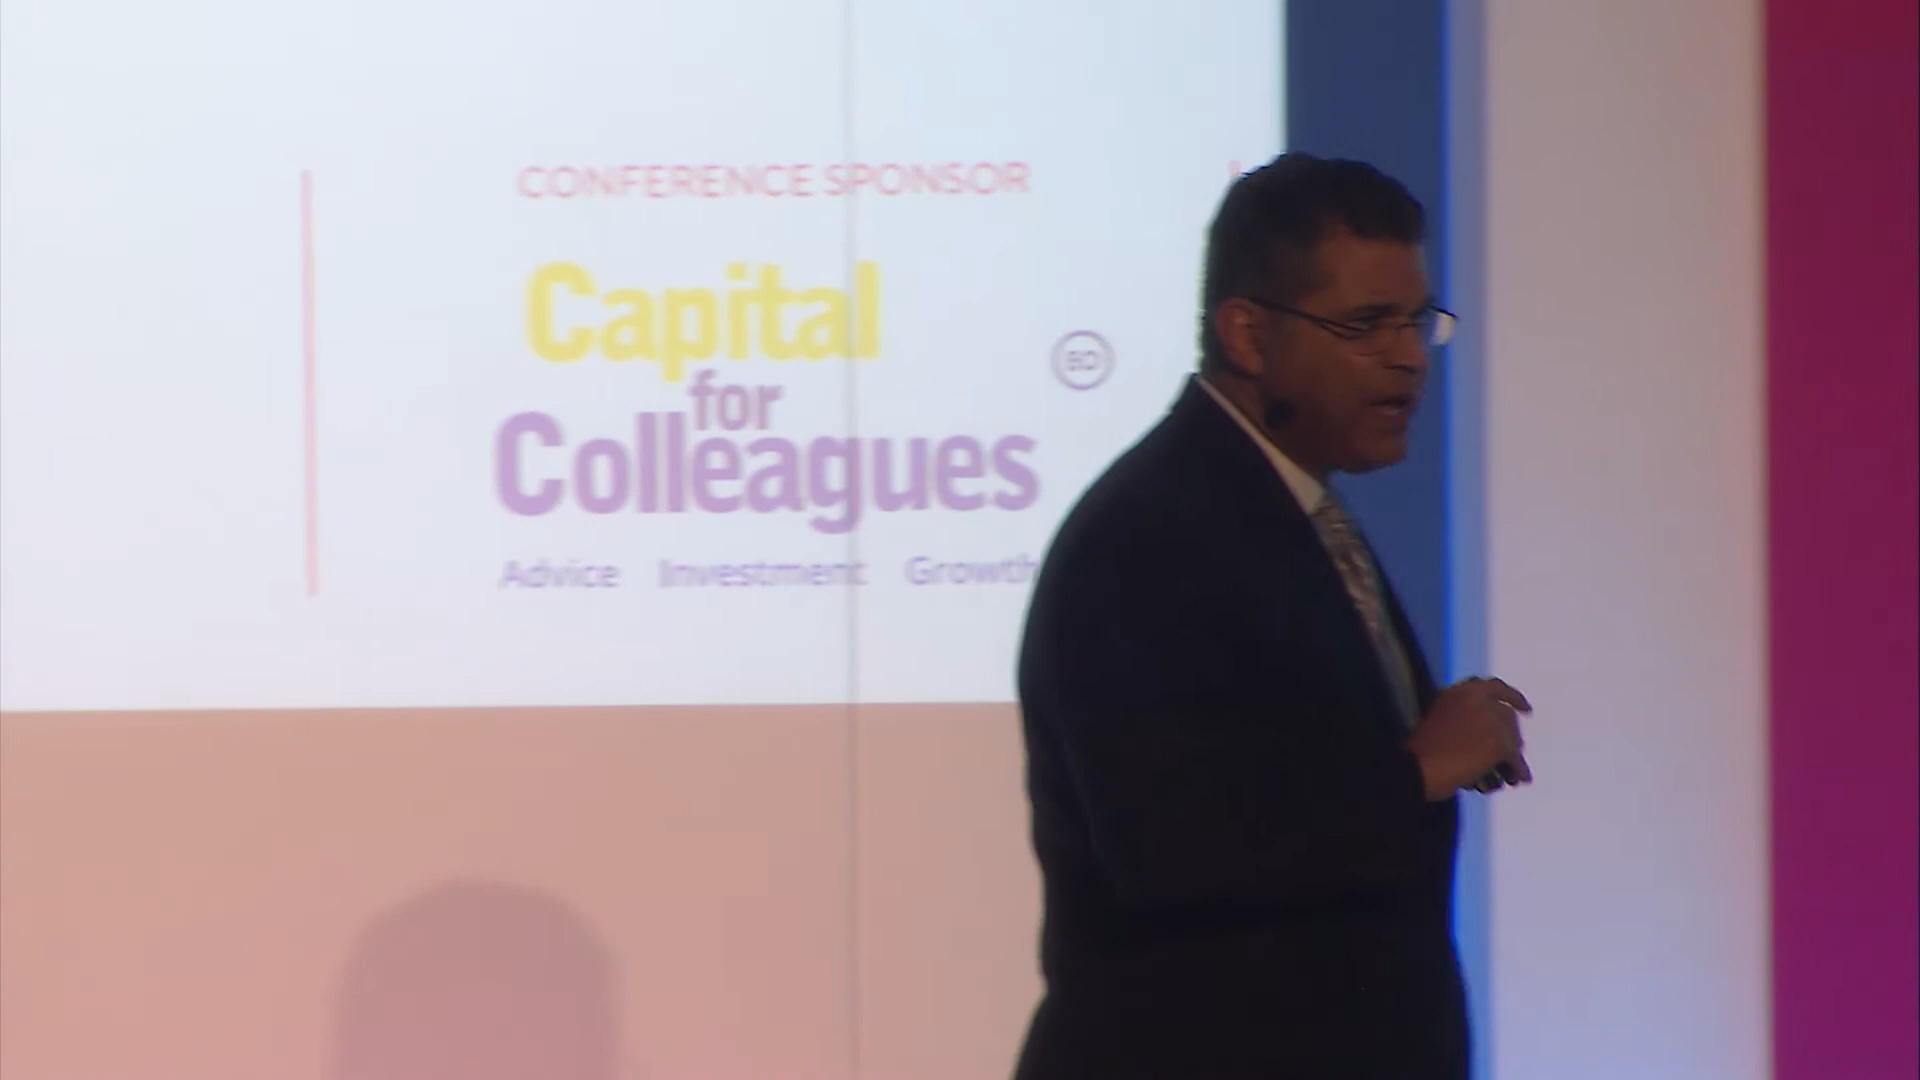 CONFERENCE SPONSOR
Capital
for
Colleagues
Advice Investment Growth